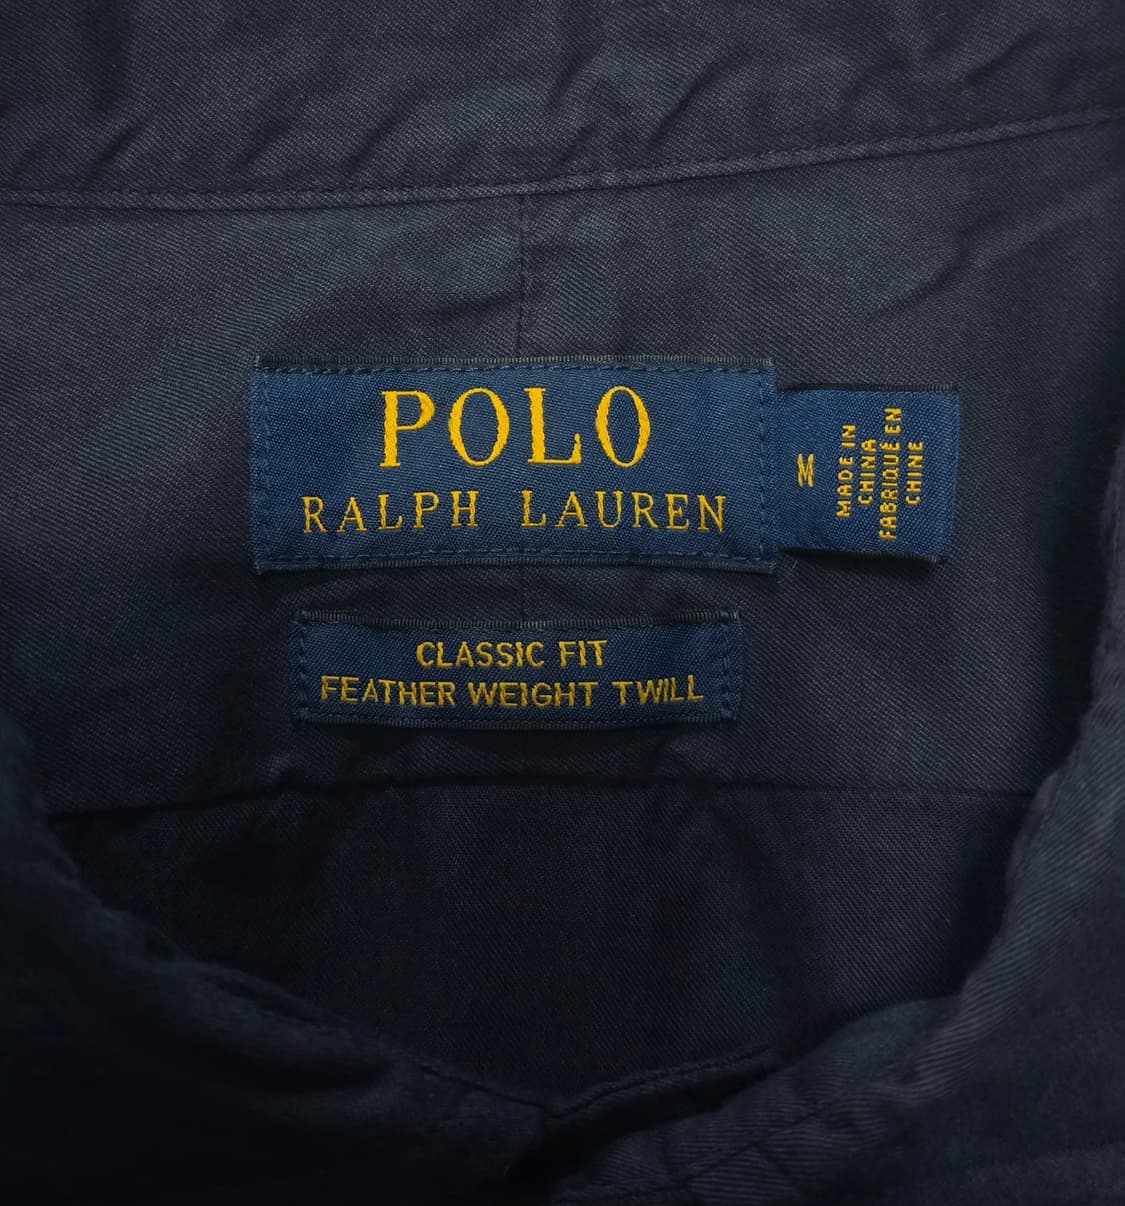 POLO
RALPH LAUREN
M
MADE IN
CHINA
FABRIQUÉ EN
CHINE
CLASSIC FIT
FEATHER WEIGHT TWILL